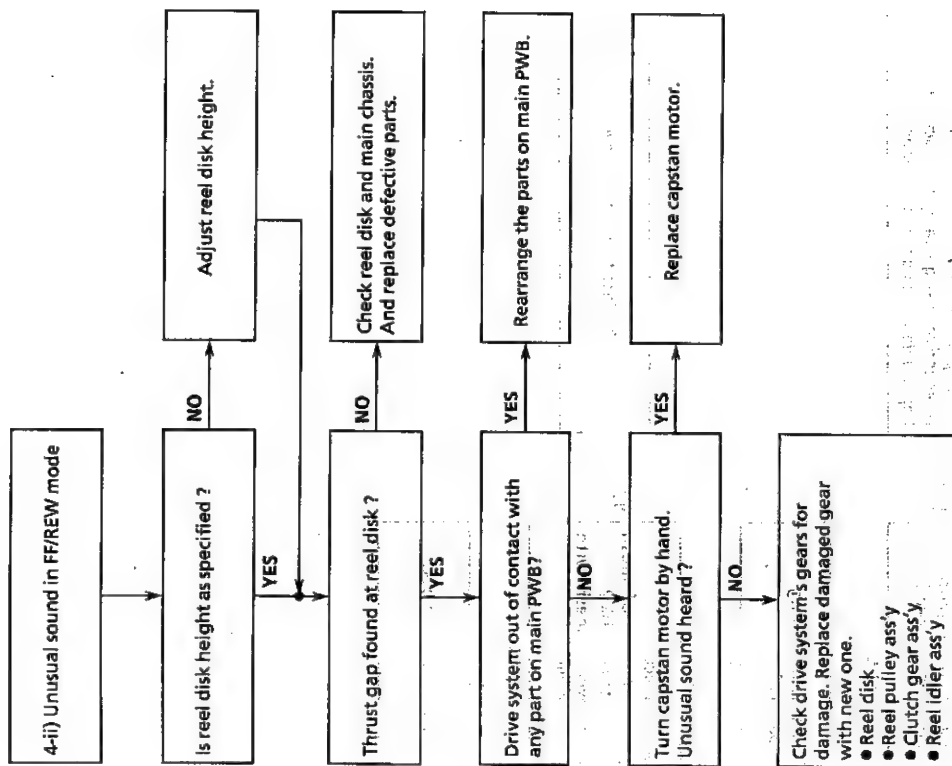 4-ii) Unusual sound in FF/REW mode
Is reel disk height as specified ?
NO
Adjust reel disk height.
YES
Thrust gap found at reel disk ?
NO
Check reel disk and main chassis.
And replace defective parts.
YES
Drive system out of contact with
any part on main PWB?
YES
Rearrange the parts on main PWB.
NO
Turn capstan motor by hand.
Unusual sound heard ?
YES
Replace capstan motor.
NO
Check drive system's gears for
damage. Replace damaged gear
with new one.
● Reel disk
● Reel pulley ass'y
● Clutch gear ass'y
● Reel idler ass'y